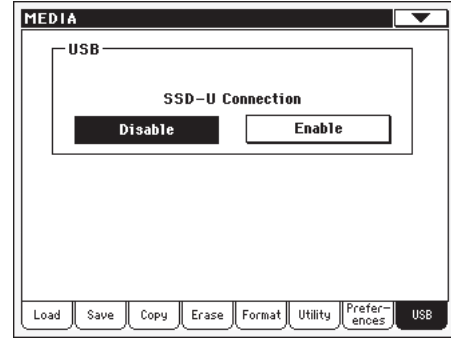 MEDIA
USB
SSD-U Connection
Disable Enable
Load Save Copy Erase Format Utility Prefer-
ences USB